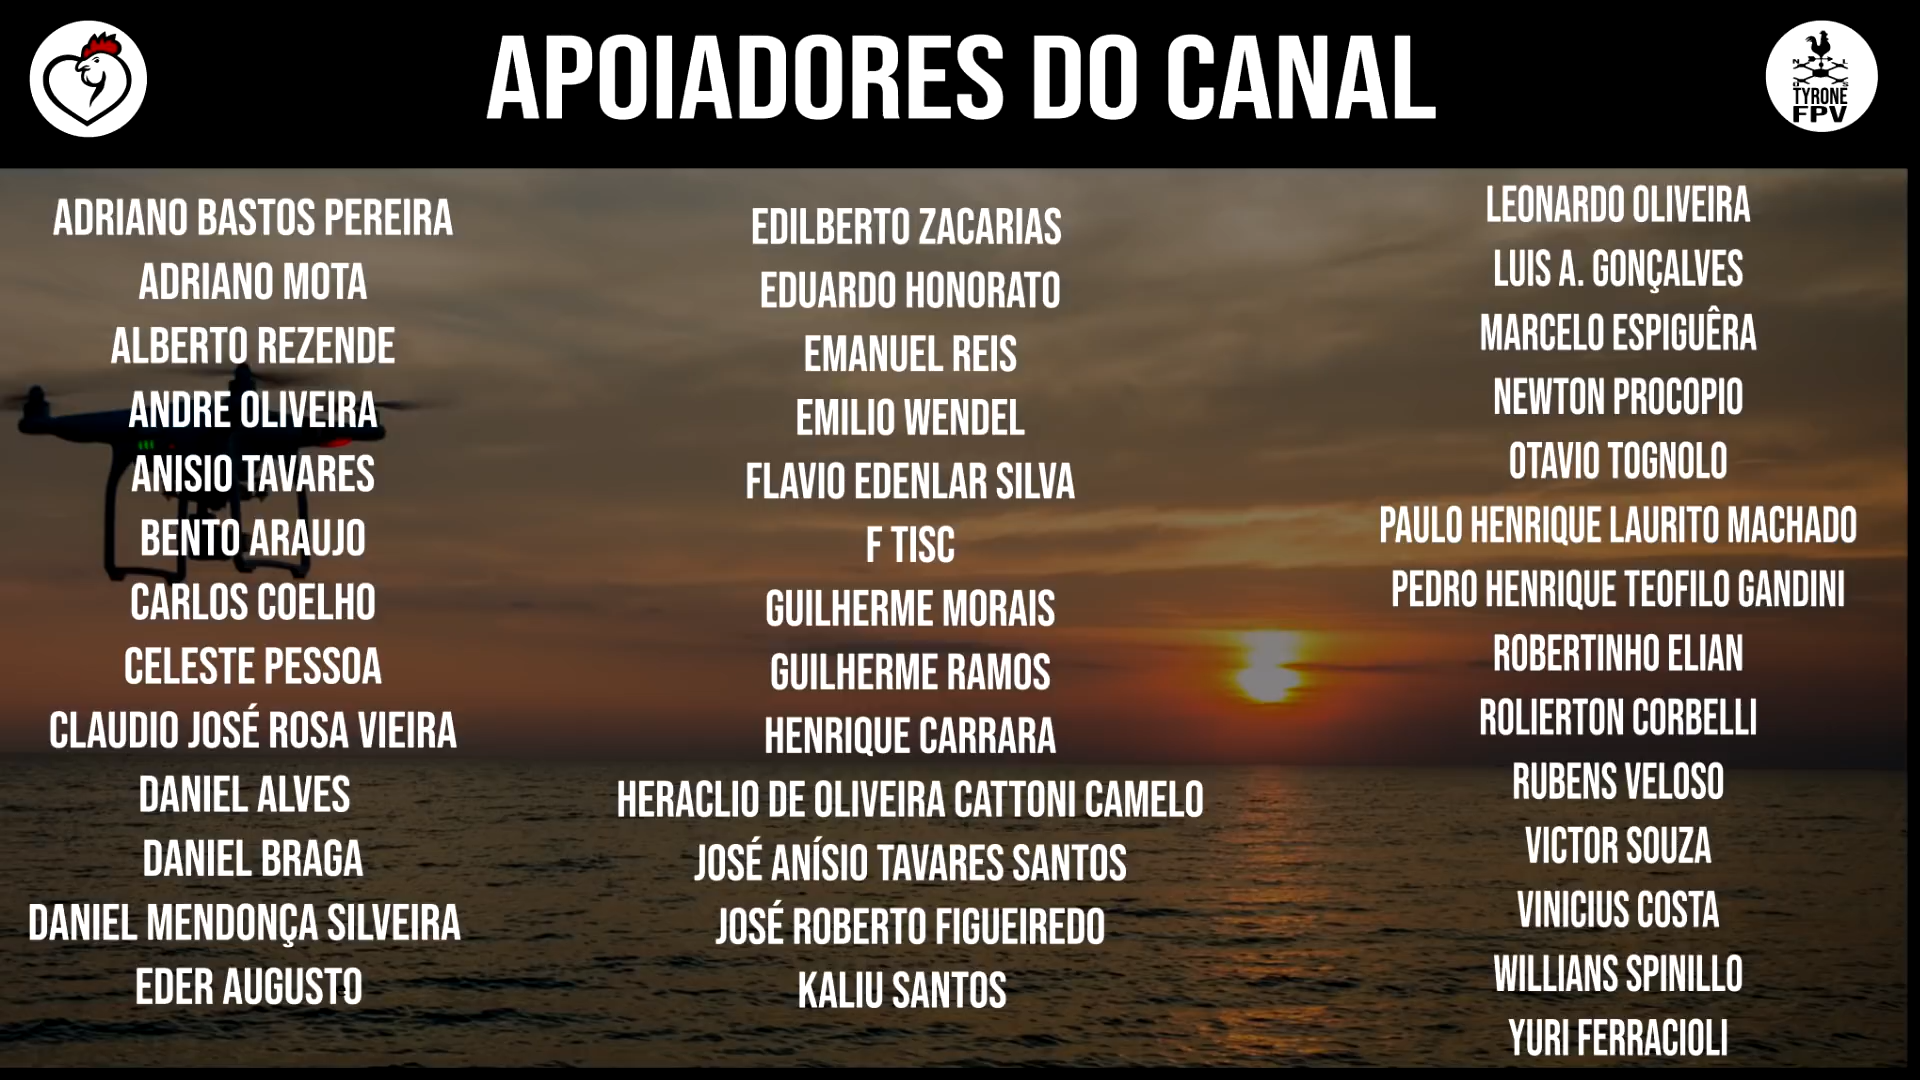 APOIADORES DO CANAL
N L
O S
TYRONE
FPV
ADRIANO BASTOS PEREIRA
ADRIANO MOTA
ALBERTO REZENDE
ANDRE OLIVEIRA
ANISIO TAVARES
BENTO ARAUJO
CARLOS COELHO
CELESTE PESSOA
CLAUDIO JOSÉ ROSA VIEIRA
DANIEL ALVES
DANIEL BRAGA
DANIEL MENDONÇA SILVEIRA
EDER AUGUSTO
EDILBERTO ZACARIAS
EDUARDO HONORATO
EMANUEL REIS
EMILIO WENDEL
FLAVIO EDENLAR SILVA
F TISC
GUILHERME MORAIS
GUILHERME RAMOS
HENRIQUE CARRARA
HERACLIO DE OLIVEIRA CATTONI CAMELO
JOSÉ ANÍSIO TAVARES SANTOS
JOSÉ ROBERTO FIGUEIREDO
KALIU SANTOS
LEONARDO OLIVEIRA
LUIS A. GONÇALVES
MARCELO ESPIGUÊRA
NEWTON PROCOPIO
OTAVIO TOGNOLO
PAULO HENRIQUE LAURITO MACHADO
PEDRO HENRIQUE TEOFILO GANDINI
ROBERTINHO ELIAN
ROLIERTON CORBELLI
RUBENS VELOSO
VICTOR SOUZA
VINICIUS COSTA
WILLIANS SPINILLO
YURI FERRACIOLI